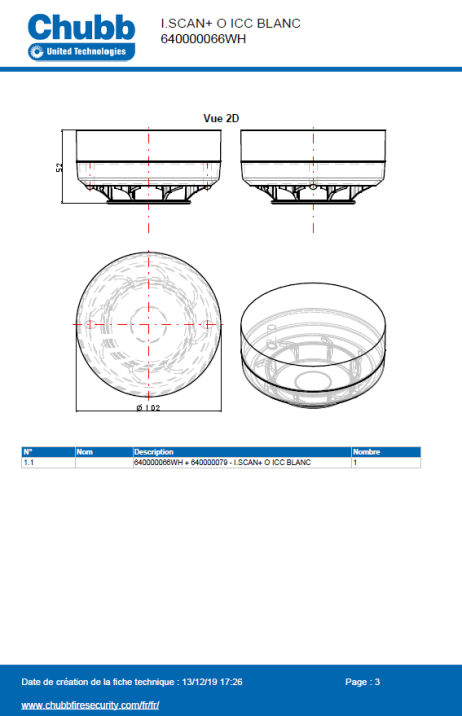 Chubb
United Technologies
I.SCAN+ O ICC BLANC
640000066WH
Vue 2D
52
Ø 102
N° Nom Description Nombre
1.1 640000066WH + 640000079 - I.SCAN+ O ICC BLANC 1
Date de création de la fiche technique : 13/12/19 17:26 Page : 3
www.chubbfiresecurity.com/fr/fr/